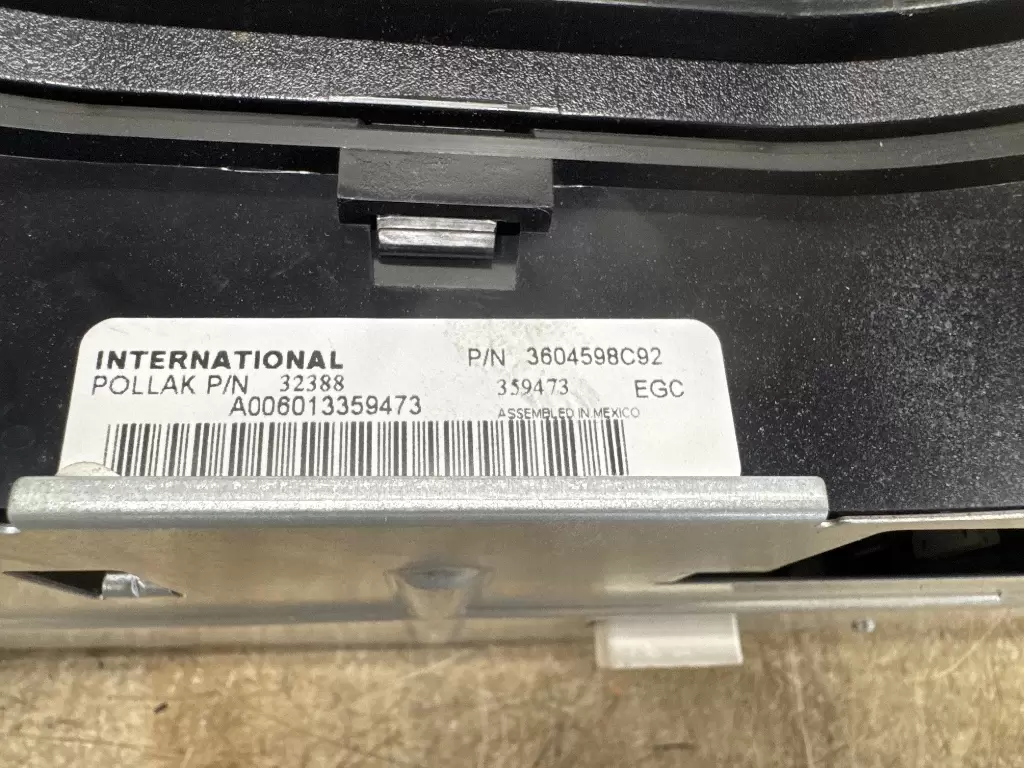 INTERNATIONAL P/N 3604598C92
POLLAK P/N 32388 359473 EGC
A006013359473 ASSEMBLED IN MEXICO